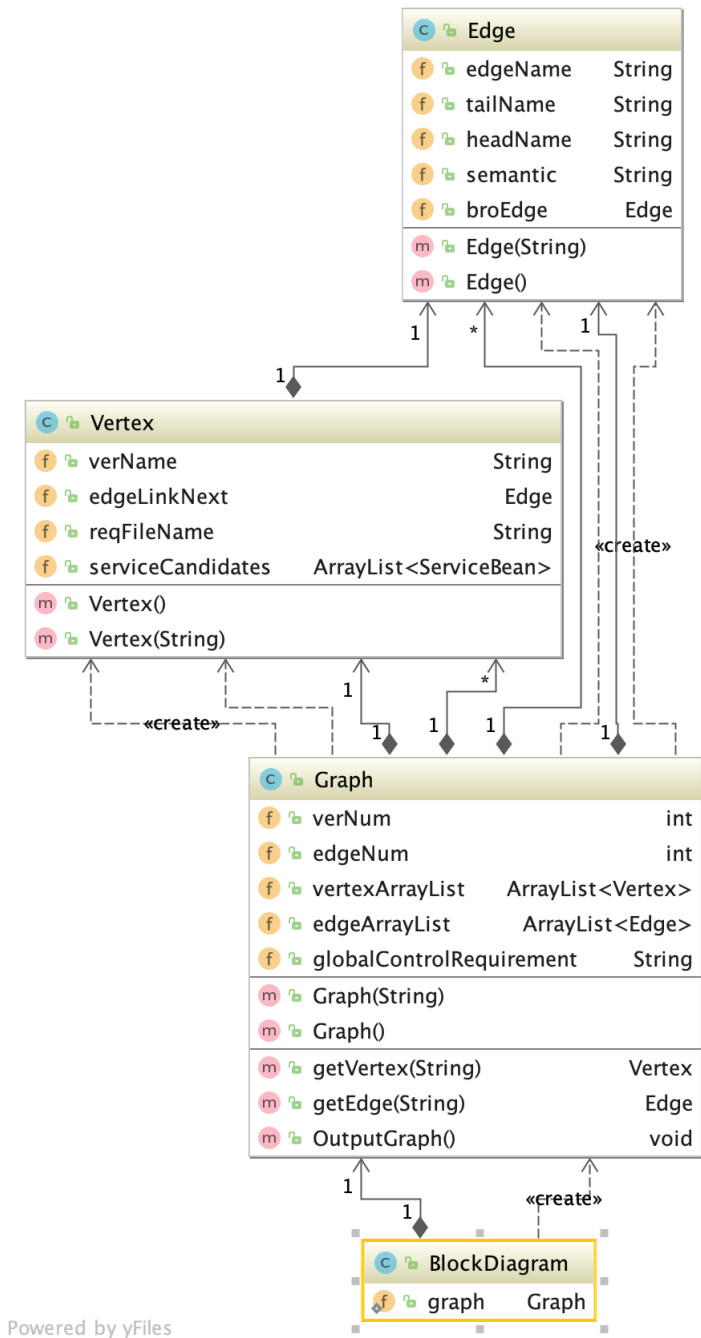 Edge
edgeName String
tailName String
headName String
semantic String
broEdge Edge
Edge(String)
Edge()
1 * 1
1
Vertex
verName String
edgeLinkNext Edge
reqFileName String
serviceCandidates ArrayList<ServiceBean>
«create»
Vertex()
Vertex(String)
1 *
«create»
1 1 1 1
Graph
verNum int
edgeNum int
vertexArrayList ArrayList<Vertex>
edgeArrayList ArrayList<Edge>
globalControlRequirement String
Graph(String)
Graph()
getVertex(String) Vertex
getEdge(String) Edge
OutputGraph() void
1
«create»
1
BlockDiagram
graph Graph
Powered by yFiles